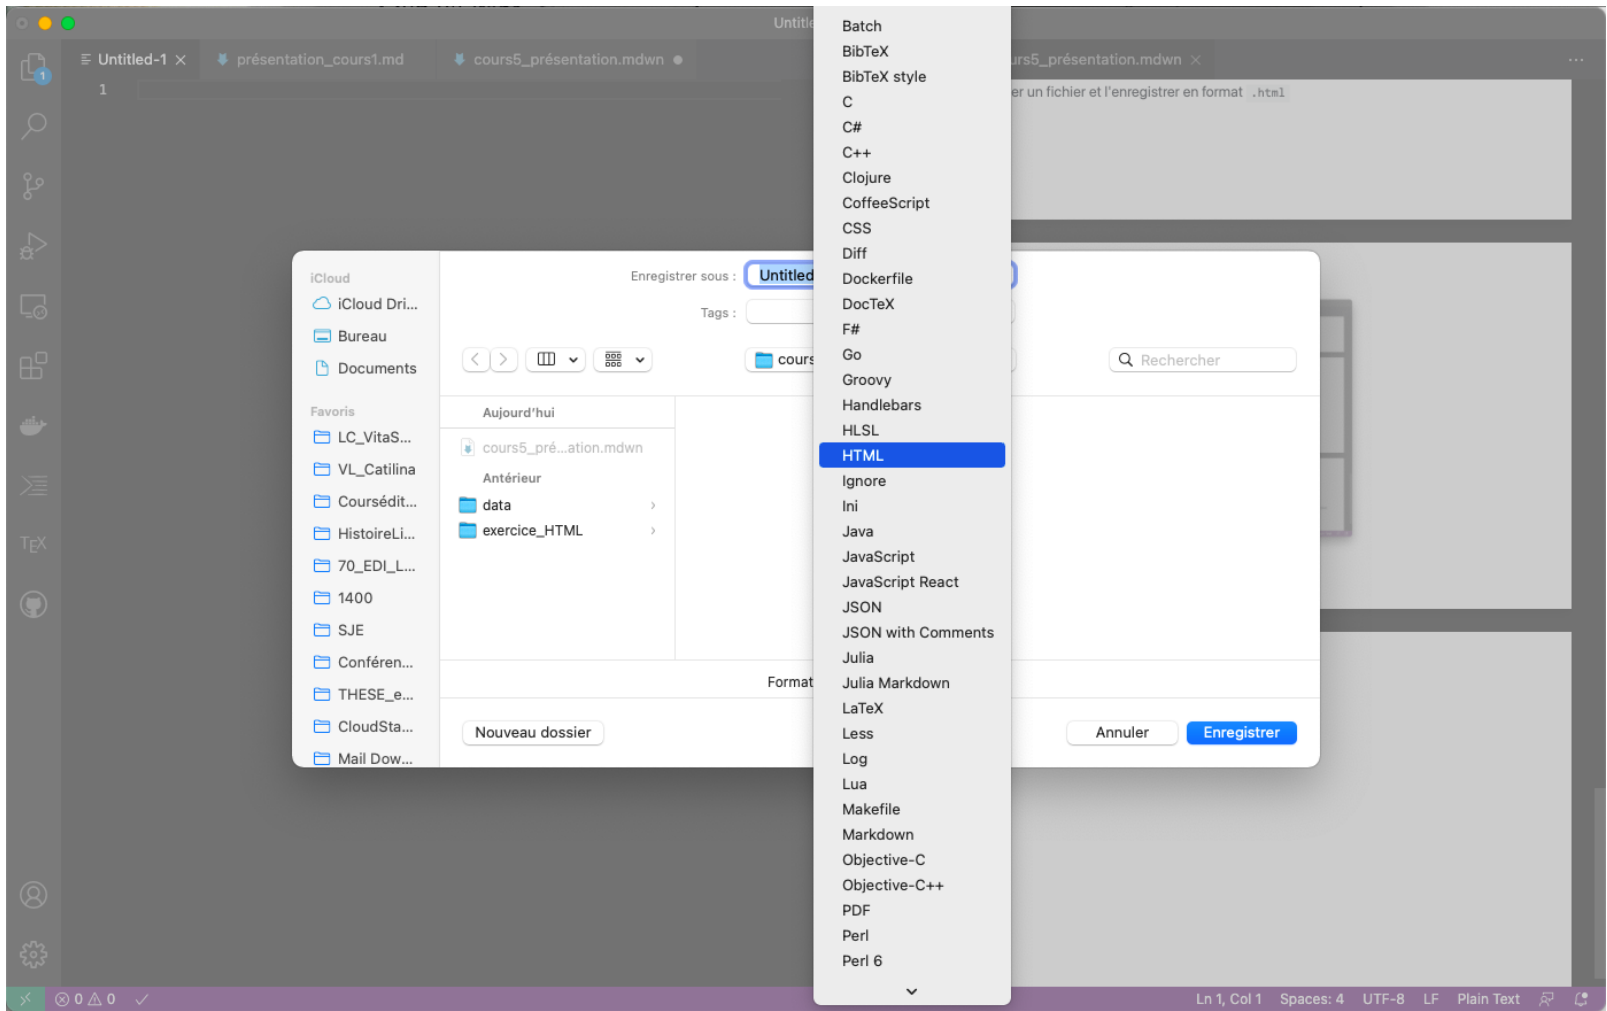 Untitle
Untitled-1
présentation_cours1.md
cours5_présentation.mdwn
urs5_présentation.mdwn
...
1
1
er un fichier et l'enregistrer en format .html
iCloud
iCloud Dri...
Bureau
Documents
Favoris
LC_VitaS...
VL_Catilina
Coursédit...
HistoireLi...
70_EDI_L...
1400
SJE
Conféren...
THESE_e...
CloudSta...
Mail Dow...
Enregistrer sous :
Untitled
Tags :
cours
Rechercher
Aujourd'hui
cours5_pré...ation.mdwn
Antérieur
data
exercice_HTML
Format
Nouveau dossier
Annuler
Enregistrer
Batch
BibTeX
BibTeX style
C
C#
C++
Clojure
CoffeeScript
CSS
Diff
Dockerfile
DocTeX
F#
Go
Groovy
Handlebars
HLSL
HTML
Ignore
Ini
Java
JavaScript
JavaScript React
JSON
JSON with Comments
Julia
Julia Markdown
LaTeX
Less
Log
Lua
Makefile
Markdown
Objective-C
Objective-C++
PDF
Perl
Perl 6
TEX
0 0
Ln 1, Col 1 Spaces: 4 UTF-8 LF Plain Text